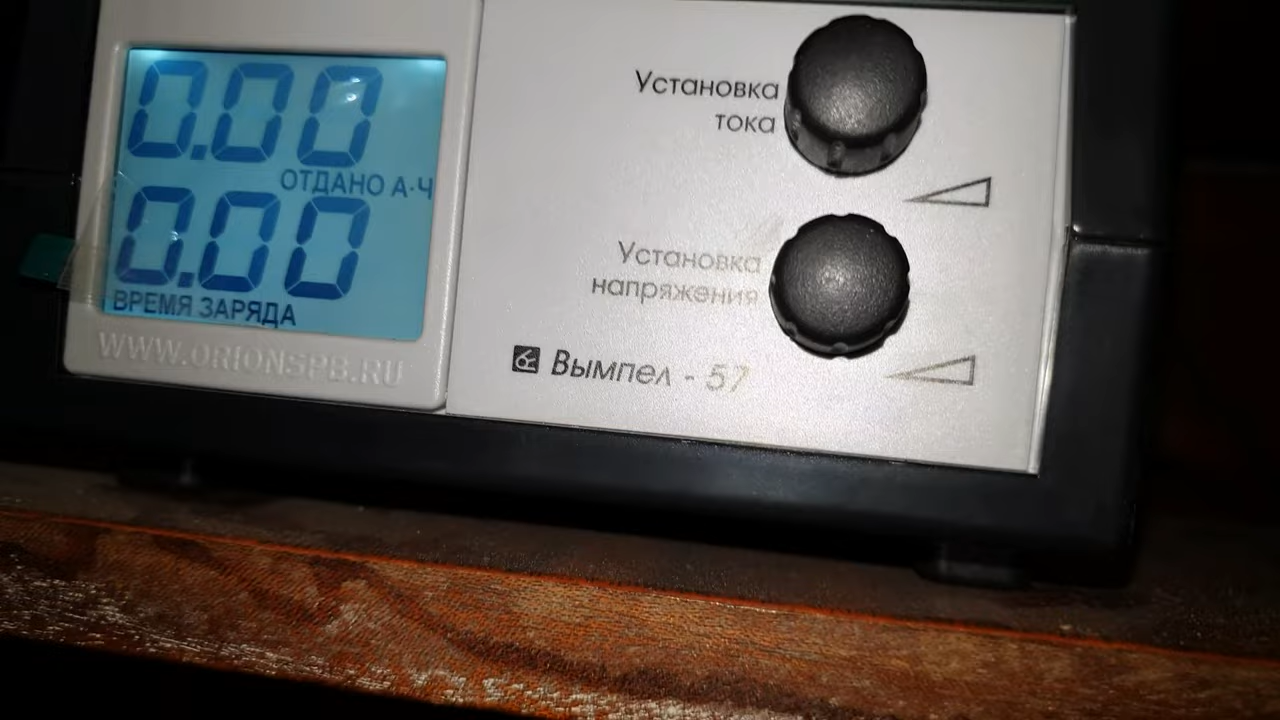 0.00
ОТДАНО А·Ч
0.00
ВРЕМЯ ЗАРЯДА
WWW.ORIONSPB.RU
Установка
тока
Установка
напряжения
Вымпел - 57